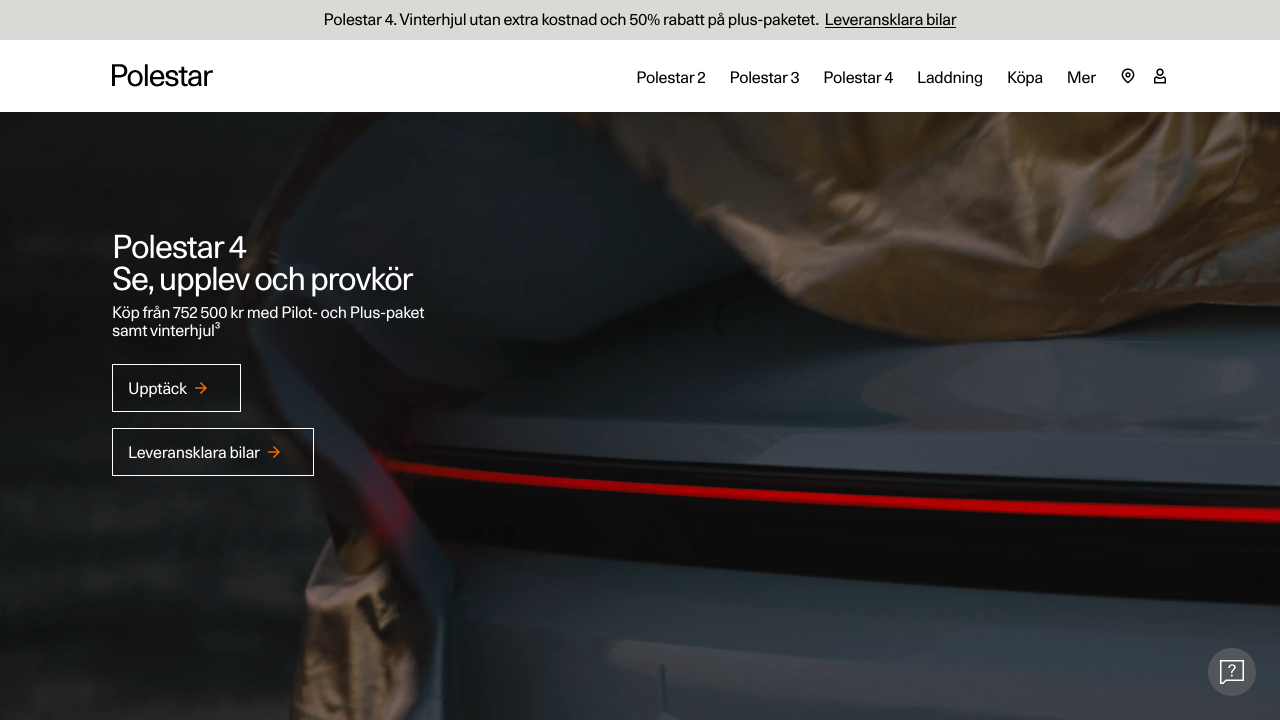 Polestar 4. Vinterhjul utan extra kostnad och 50% rabatt på plus-paketet. Leveransklara bilar
Polestar
Polestar 2 Polestar 3 Polestar 4 Laddning Köpa Mer
Polestar 4
Se, upplev och provkör
Köp från 752 500 kr med Pilot- och Plus-paket
samt vinterhjul³
Upptäck →
Leveransklara bilar →